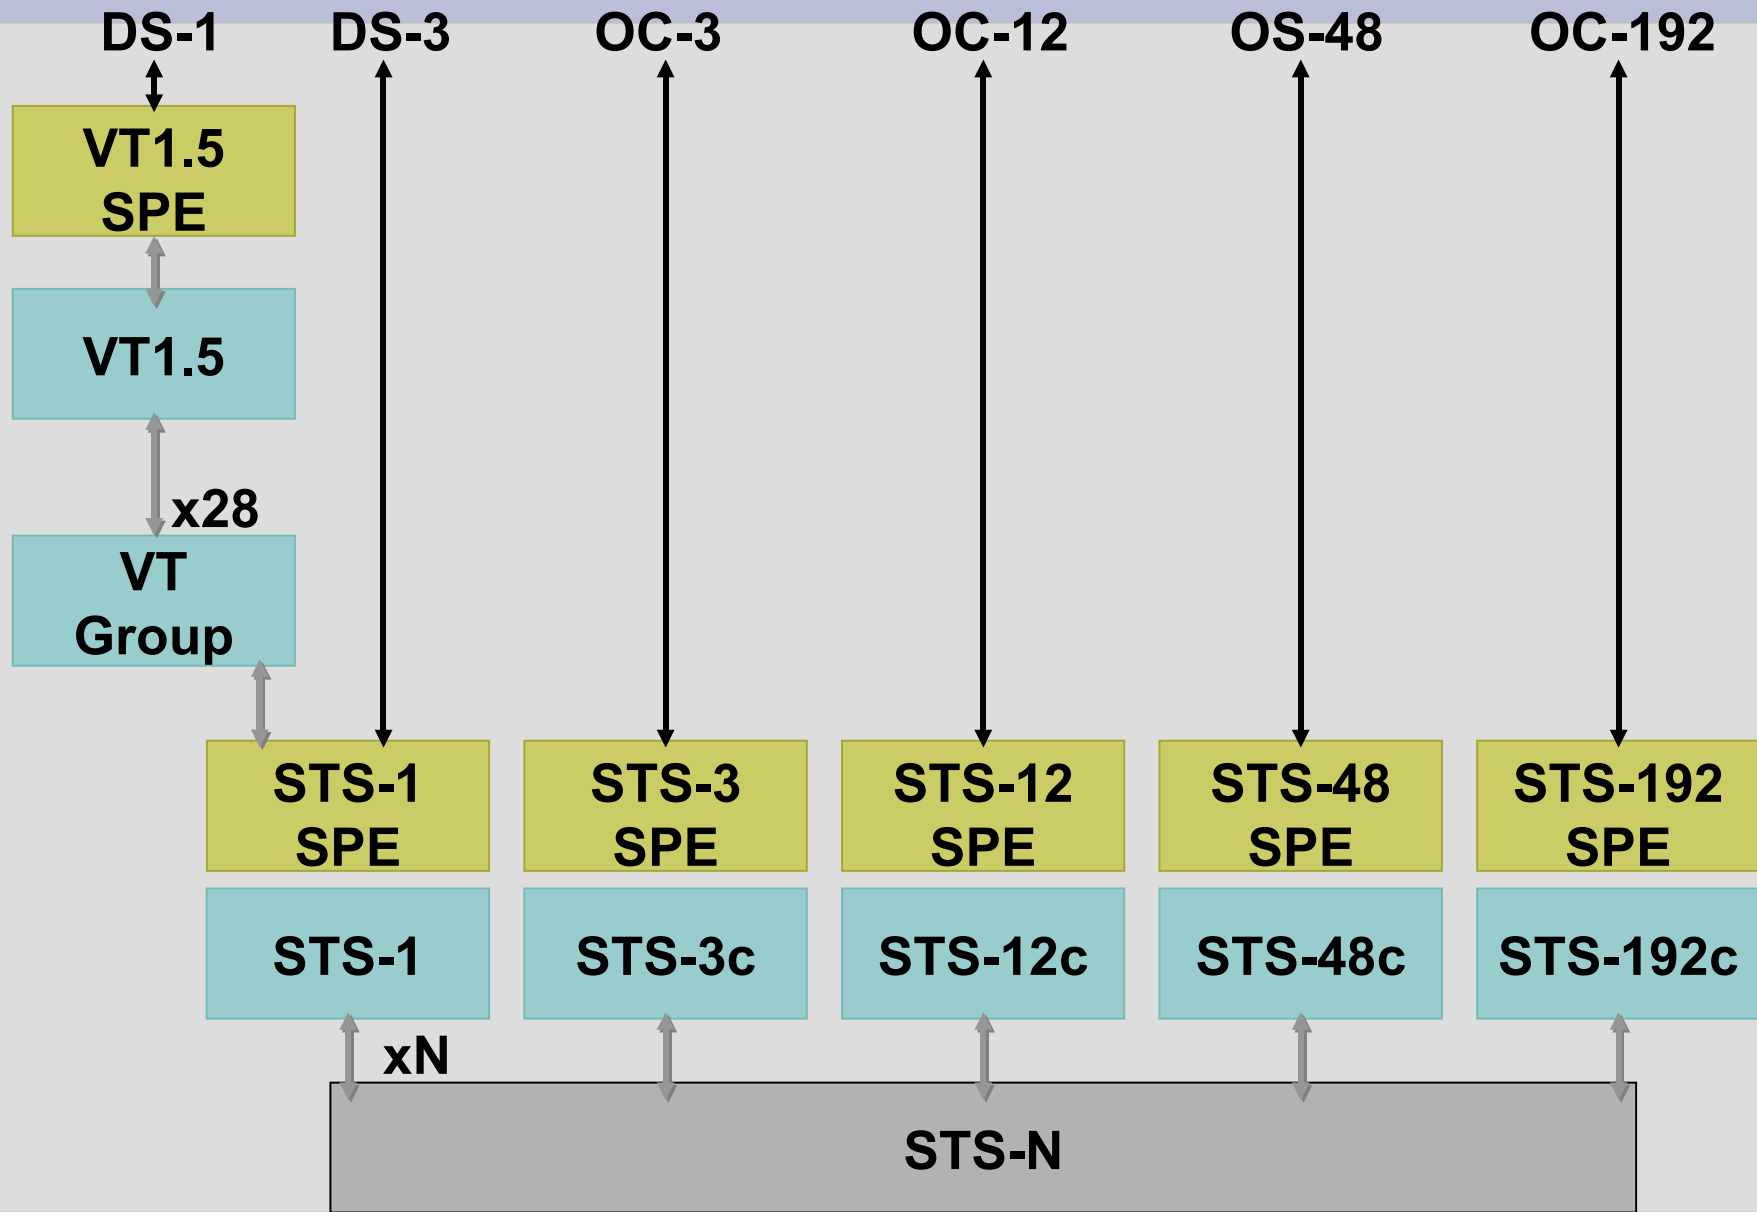 DS-1 DS-3 OC-3 OC-12 OS-48 OC-192
VT1.5
SPE
VT1.5
x28
VT
Group
STS-1 STS-3 STS-12 STS-48 STS-192
SPE SPE SPE SPE SPE
STS-1 STS-3c STS-12c STS-48c STS-192c
xN
STS-N